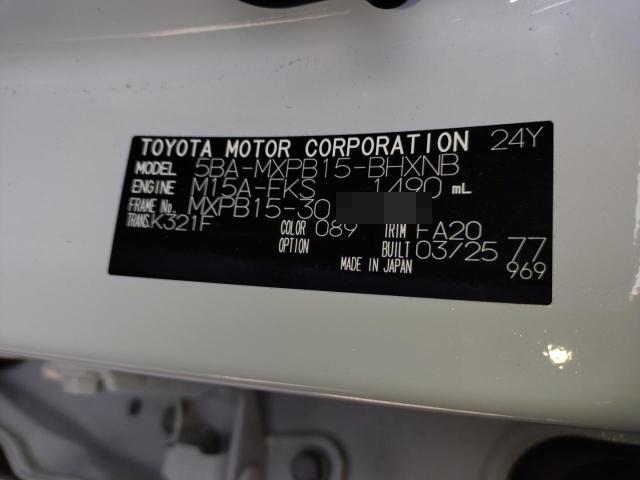 TOYOTA MOTOR CORPORATION 24Y
MODEL 5BA-MXPB15-BHXNB
ENGINE M15A-FKS 1490 mL
FRAME No. MXPB15-30
TRANS. K321F COLOR 089 TRIM FA20
OPTION BUILT 03/25 77
MADE IN JAPAN 969